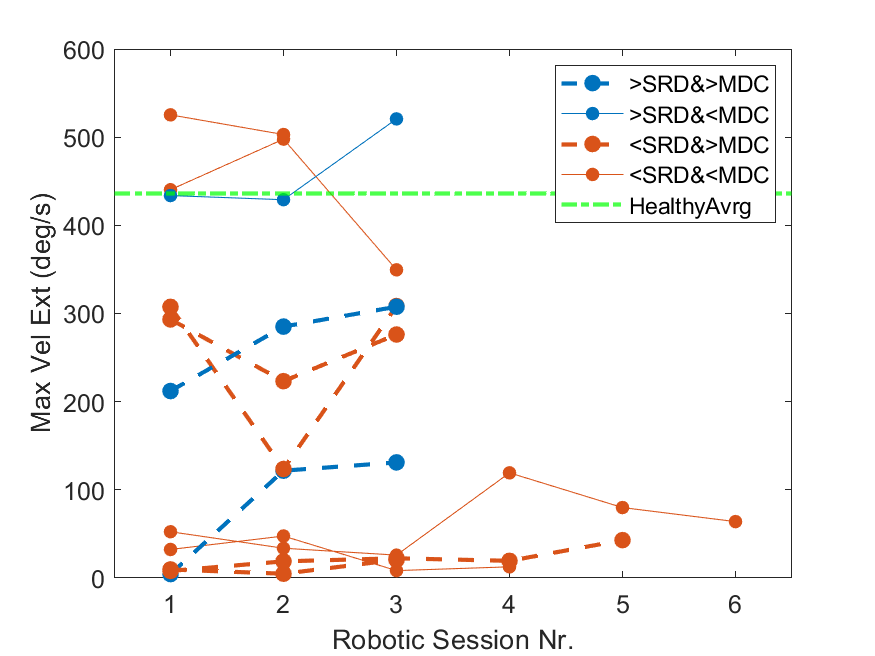 600
500
400
300
200
100
0
Max Vel Ext (deg/s)
>SRD&>MDC
>SRD&<MDC
<SRD&>MDC
<SRD&<MDC
HealthyAvrg
1 2 3 4 5 6
Robotic Session Nr.